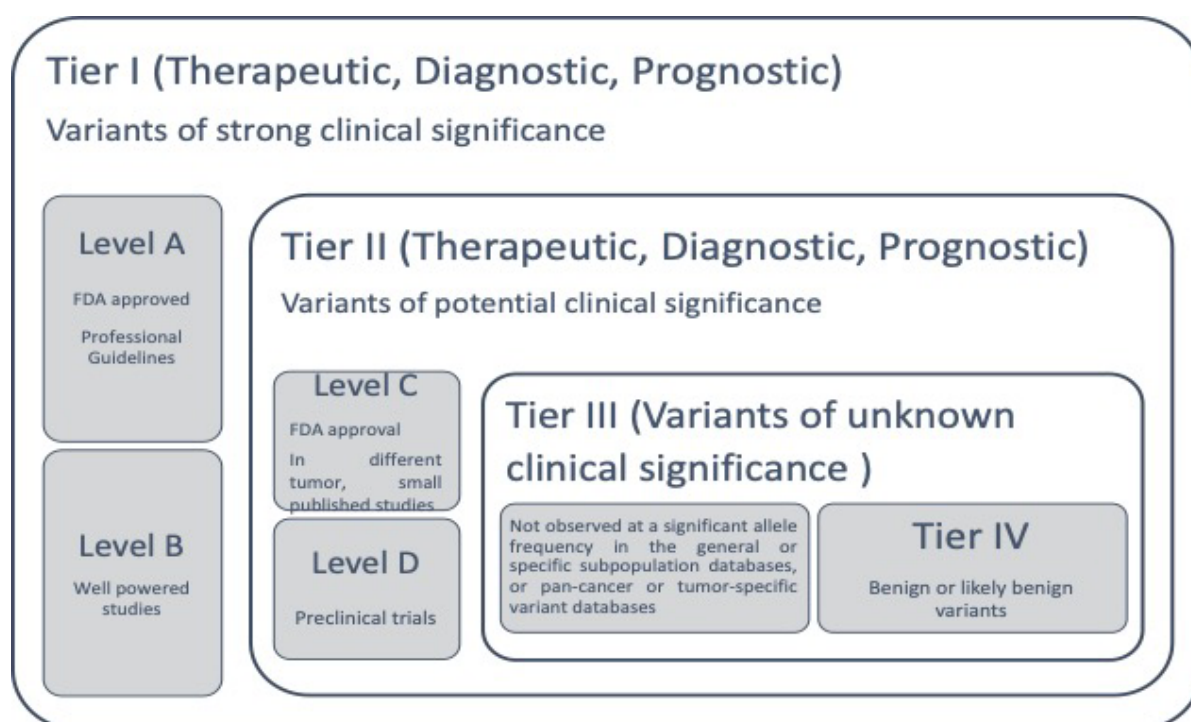 Tier I (Therapeutic, Diagnostic, Prognostic)
Variants of strong clinical significance
Level A
FDA approved
Professional
Guidelines
Level B
Well powered
studies
Tier II (Therapeutic, Diagnostic, Prognostic)
Variants of potential clinical significance
Level C
FDA approval
In different
tumor, small
published studies
Level D
Preclinical trials
Tier III (Variants of unknown
clinical significance )
Not observed at a significant allele
frequency in the general or
specific subpopulation databases,
or pan-cancer or tumor-specific
variant databases
Tier IV
Benign or likely benign
variants